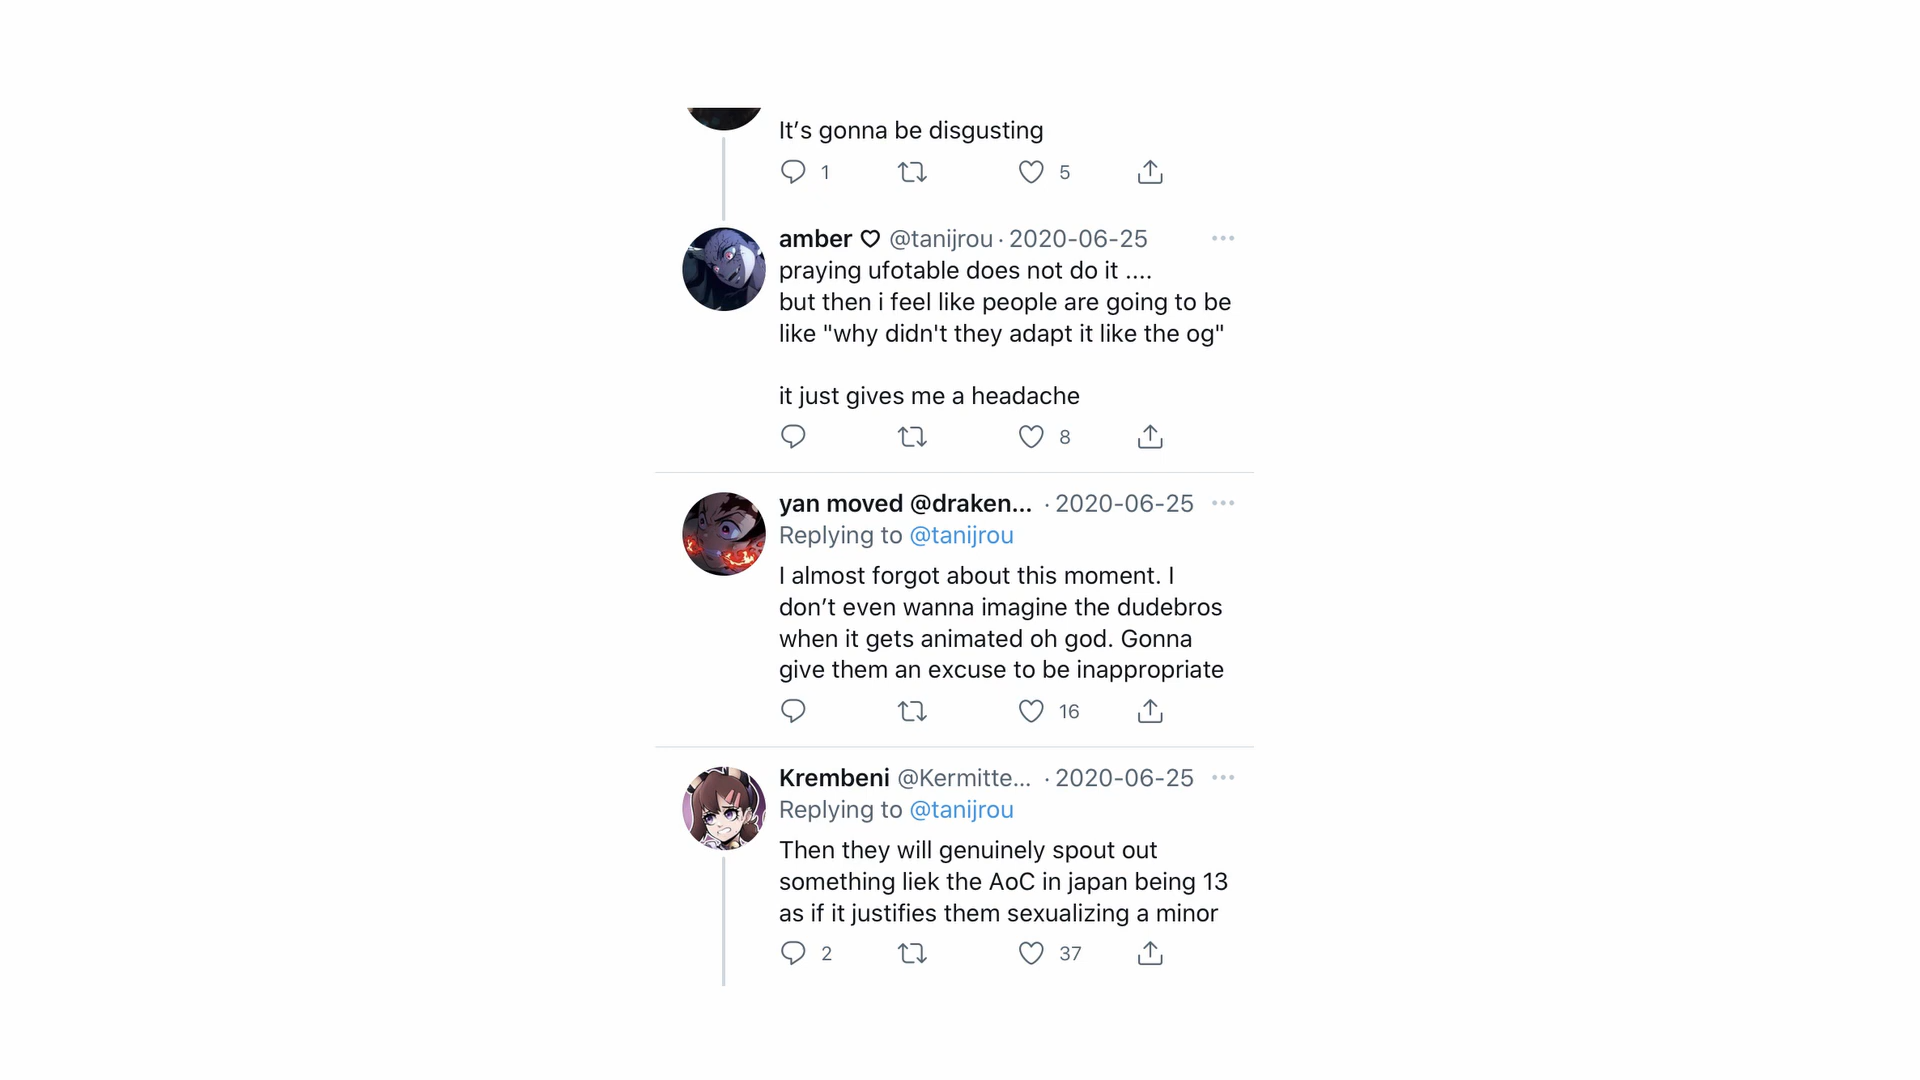 It’s gonna be disgusting
1 5
amber ♡ @tanijrou · 2020-06-25 ...
praying ufotable does not do it ....
but then i feel like people are going to be
like "why didn't they adapt it like the og"
it just gives me a headache
8
yan moved @draken... · 2020-06-25 ...
Replying to @tanijrou
I almost forgot about this moment. I
don’t even wanna imagine the dudebros
when it gets animated oh god. Gonna
give them an excuse to be inappropriate
16
Krembeni @Kermitte... · 2020-06-25 ...
Replying to @tanijrou
Then they will genuinely spout out
something liek the AoC in japan being 13
as if it justifies them sexualizing a minor
2 37